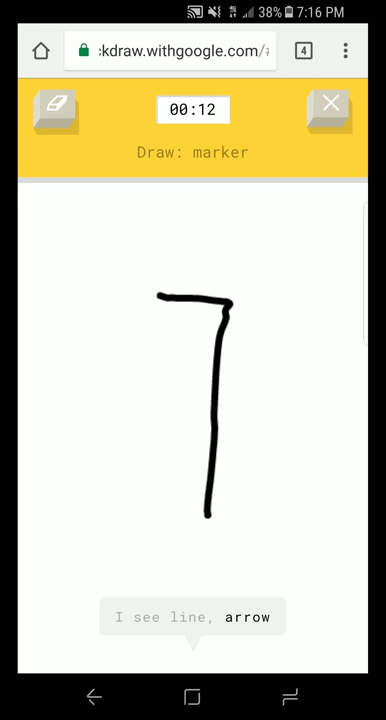 38% 7:16 PM
kdraw.withgoogle.com/
4
00:12
Draw: marker
I see line, arrow